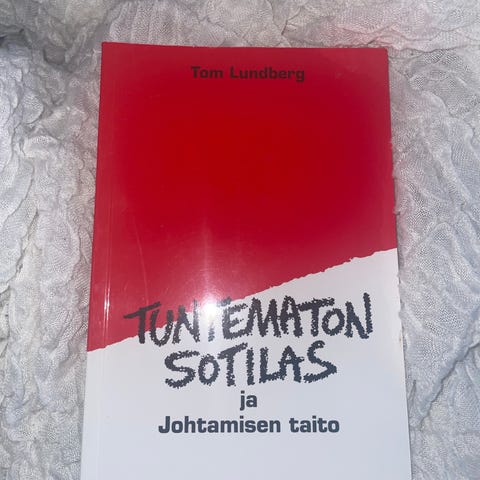 Tom Lundberg
TUNTEMATON
SOTILAS
ja
Johtamisen taito